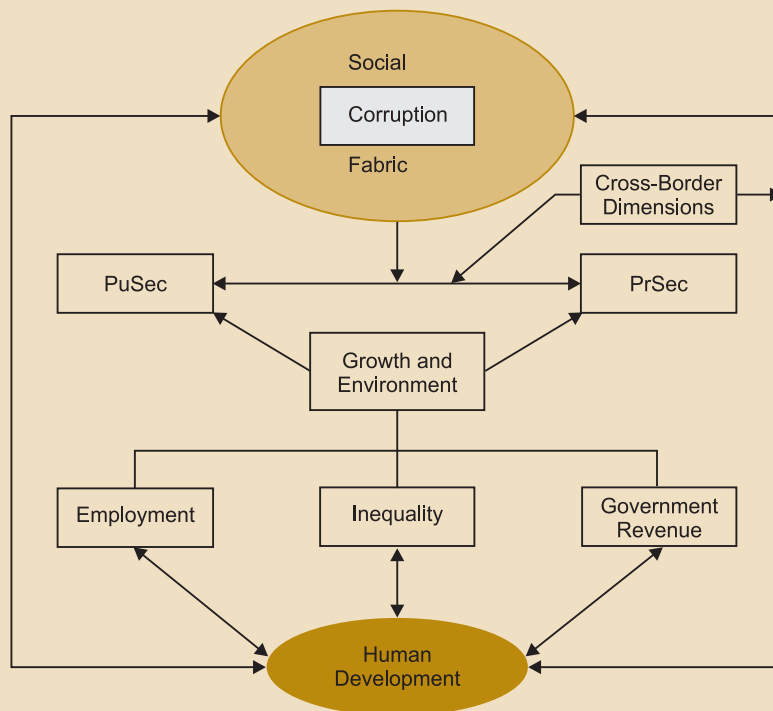 Social
Corruption
Fabric
Cross-Border
Dimensions
PuSec
PrSec
Growth and
Environment
Employment
Inequality
Government
Revenue
Human
Development